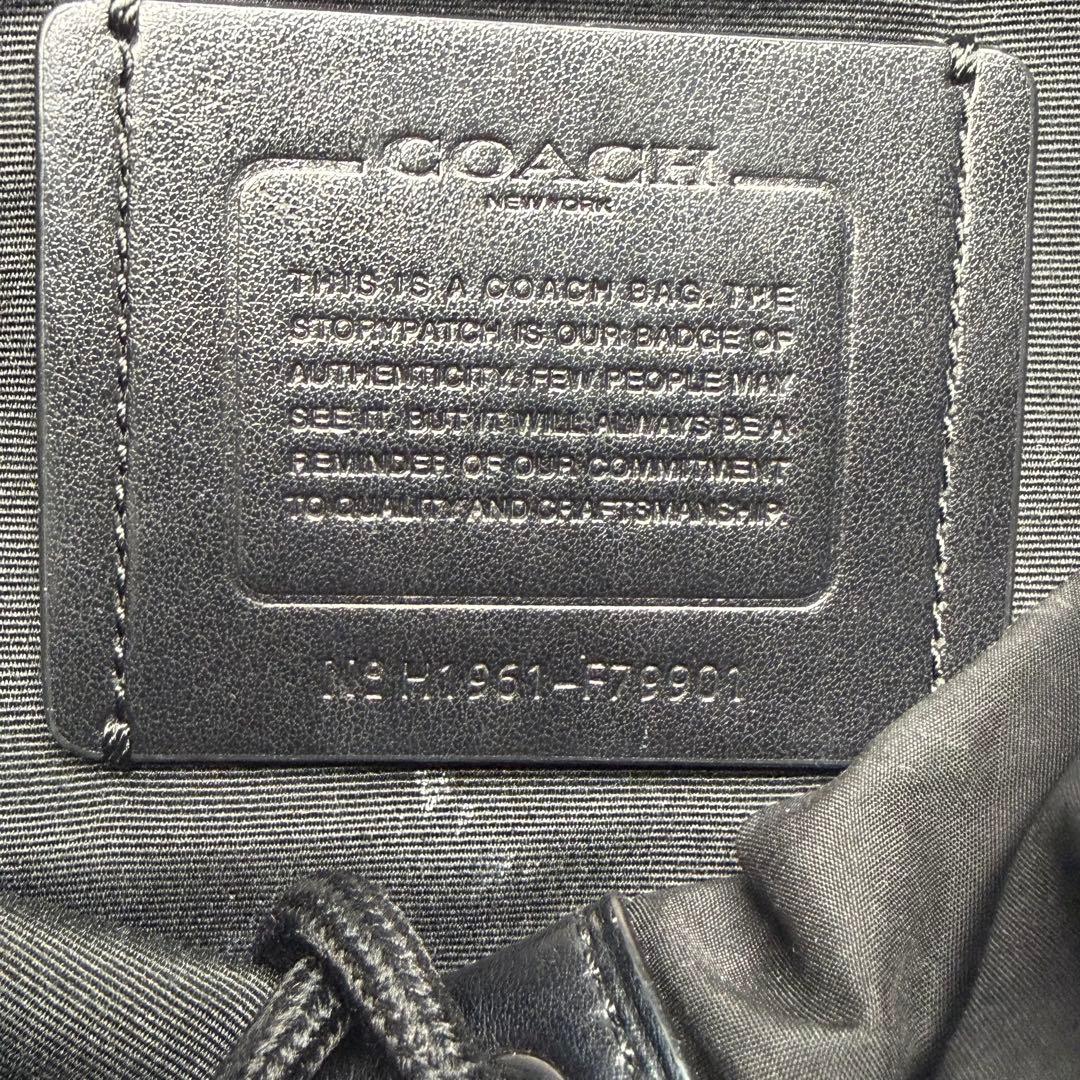 COACH
NEW YORK
THIS IS A COACH BAG. THE
STORYPATCH IS OUR BADGE OF
AUTHENTICITY. FEW PEOPLE MAY
SEE IT. BUT IT WILL ALWAYS BE A
REMINDER OF OUR COMMITMENT
TO QUALITY AND CRAFTSMANSHIP.
N9 H1961-F79901